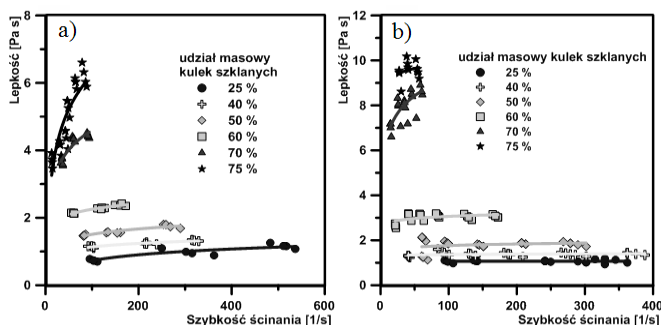 a)
Lepkość [Pa s]
8
6
4
2
0
udział masowy
kulek szklanych
25 %
40 %
50 %
60 %
70 %
75 %
0 200 400 600
Szybkość ścinania [1/s]
b)
Lepkość [Pa s]
12
10
8
6
4
2
0
udział masowy kulek szklanych
25 %
40 %
50 %
60 %
70 %
75 %
0 100 200 300 400
Szybkość ścinania [1/s]